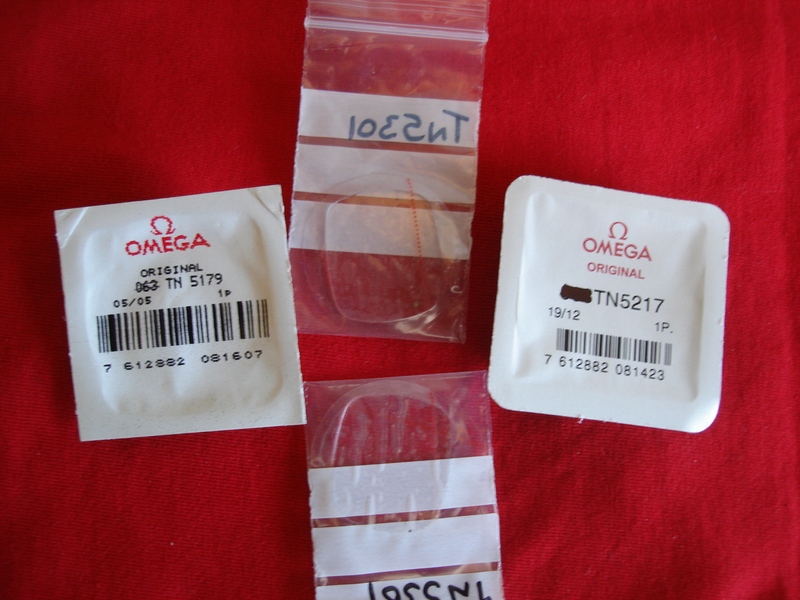 TN5301
Ω
OMEGA
ORIGINAL
063 TN 5179
05/05 1P
7 612882 081607
Ω
OMEGA
ORIGINAL
TN5217
19/12 1P.
7 612882 081423
TN5301